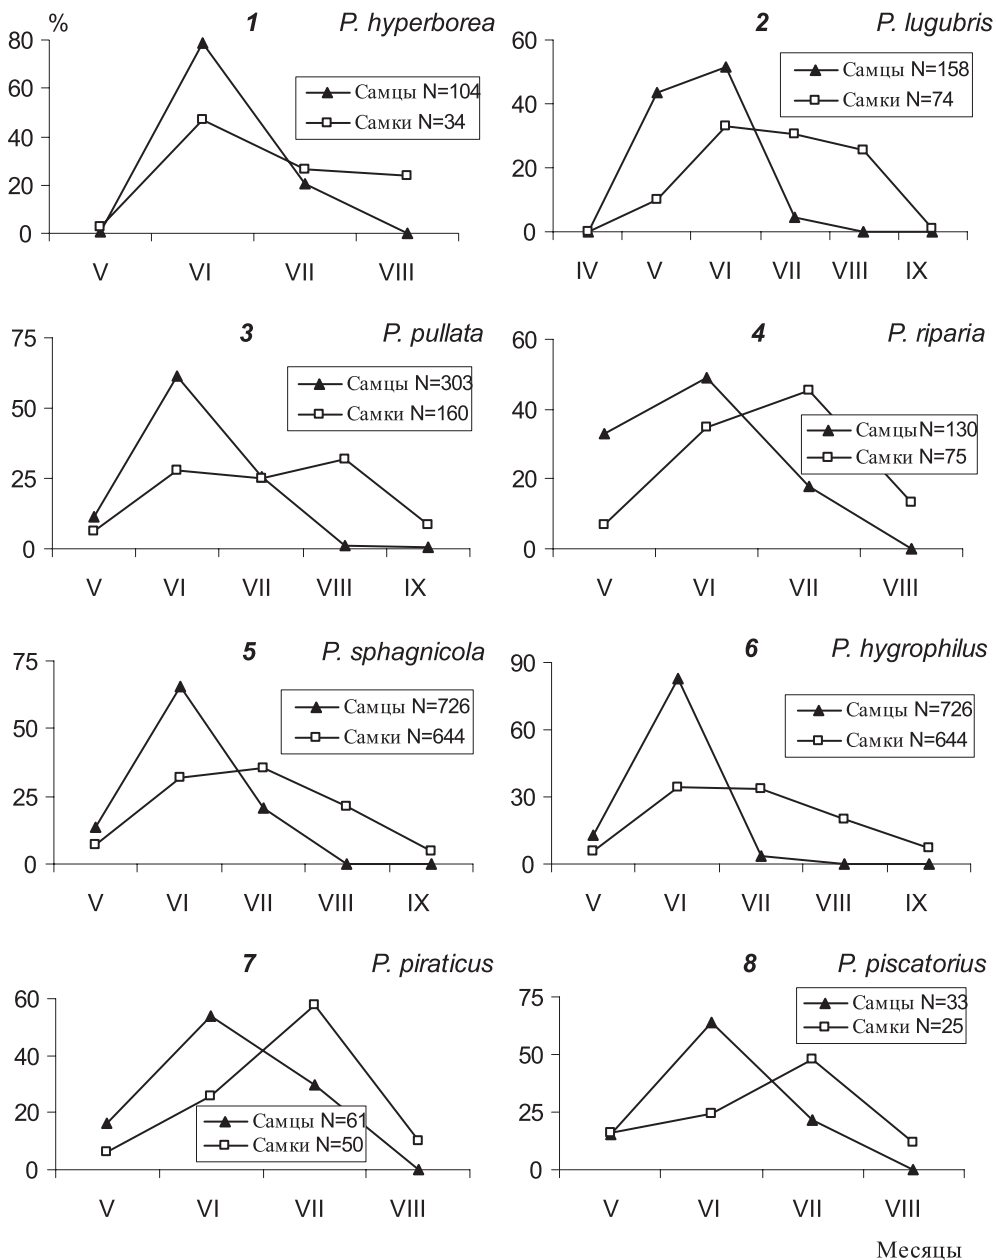 % 1 P. hyperborea
80
60
40
20
0
Самцы N=104
Самки N=34
V VI VII VIII
2 P. lugubris
60
40
20
0
Самцы N=158
Самки N=74
IV V VI VII VIII IX
3 P. pullata
75
50
25
0
Самцы N=303
Самки N=160
V VI VII VIII IX
4 P. riparia
60
40
20
0
Самцы N=130
Самки N=75
V VI VII VIII
5 P. sphagnicola
75
50
25
0
Самцы N=726
Самки N=644
V VI VII VIII IX
6 P. hygrophilus
90
60
30
0
Самцы N=726
Самки N=644
V VI VII VIII IX
7 P. piraticus
60
40
20
0
Самцы N=61
Самки N=50
V VI VII VIII
8 P. piscatorius
75
50
25
0
Самцы N=33
Самки N=25
V VI VII VIII
Месяцы